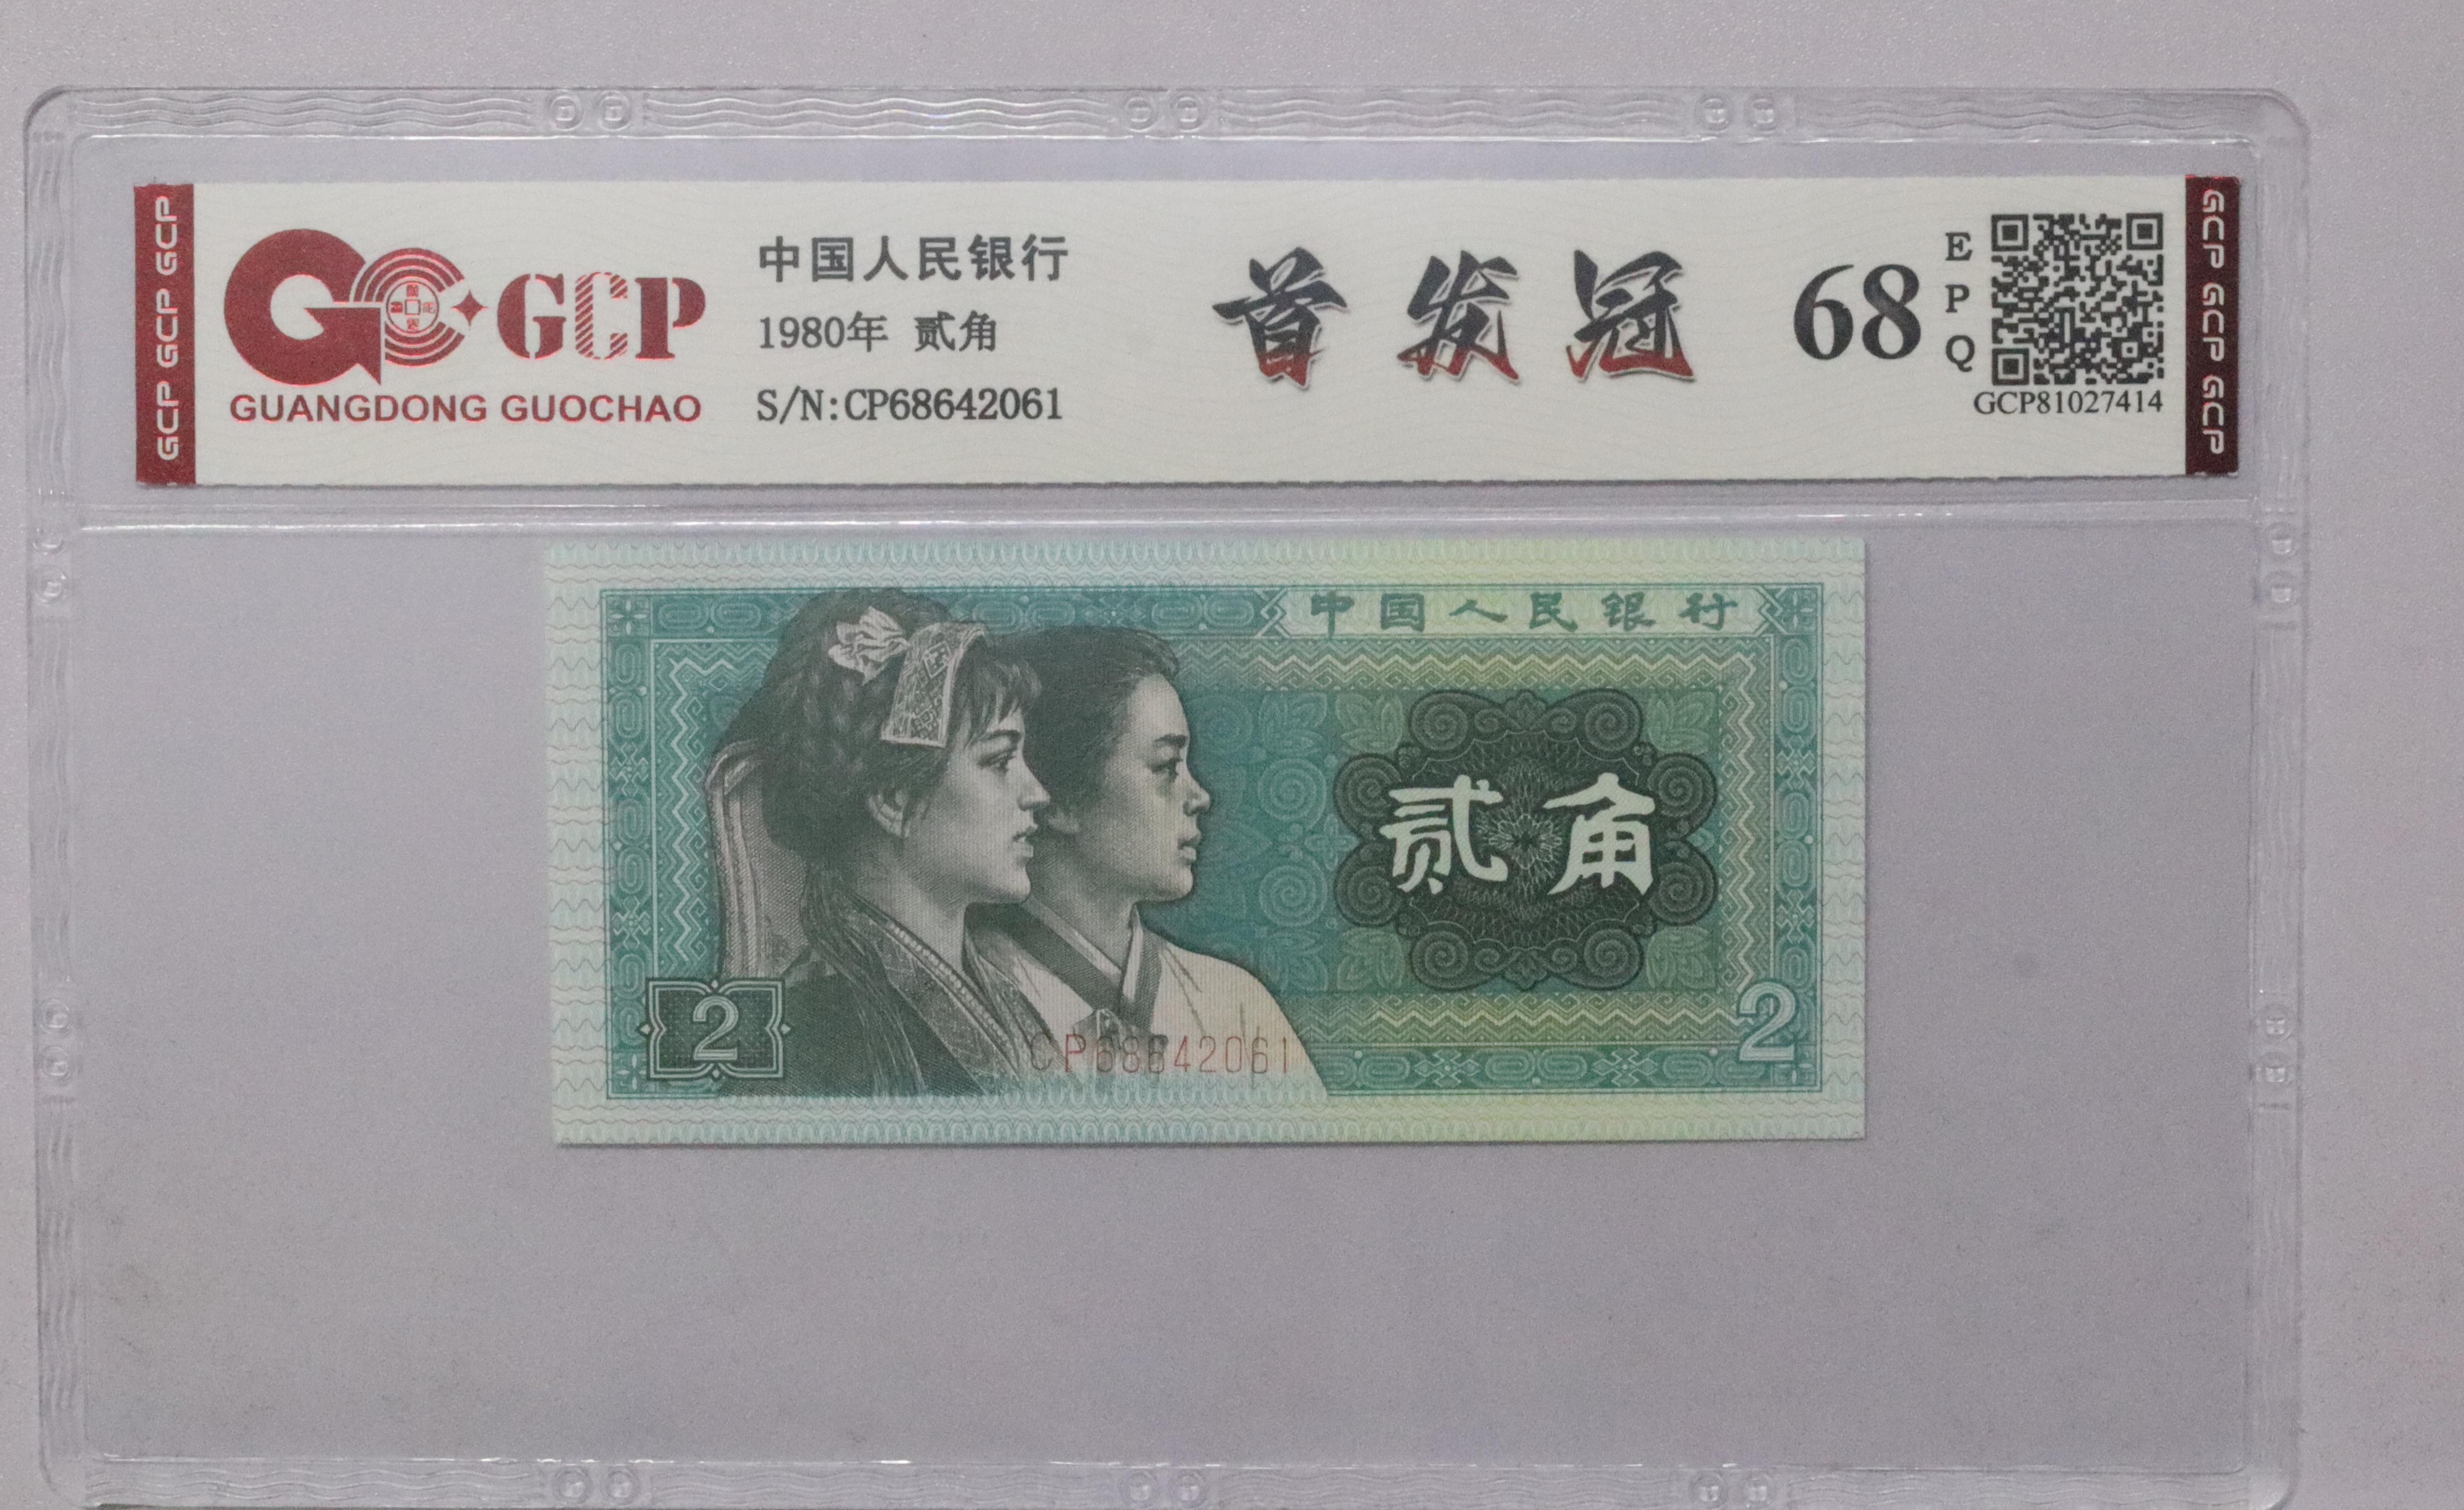 GCP GCP GCP
GCP
GUANGDONG GUOCHAO
中国人民银行
1980年 贰角
S/N:CP68642061
首发冠
68
EPQ
GCP81027414
GCP GCP GCP GCP
中国人民银行
贰角
2
CP68642061
2